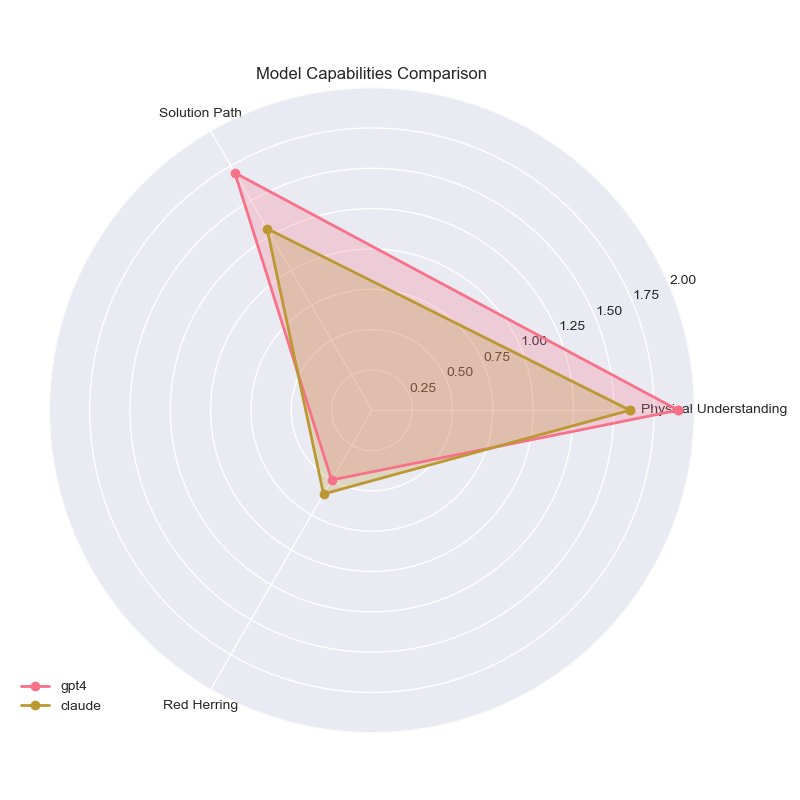 Model Capabilities Comparison
Solution Path
2.00
1.75
1.50
1.25
1.00
0.75
0.50
0.25
Physical Understanding
Red Herring
gpt4
claude